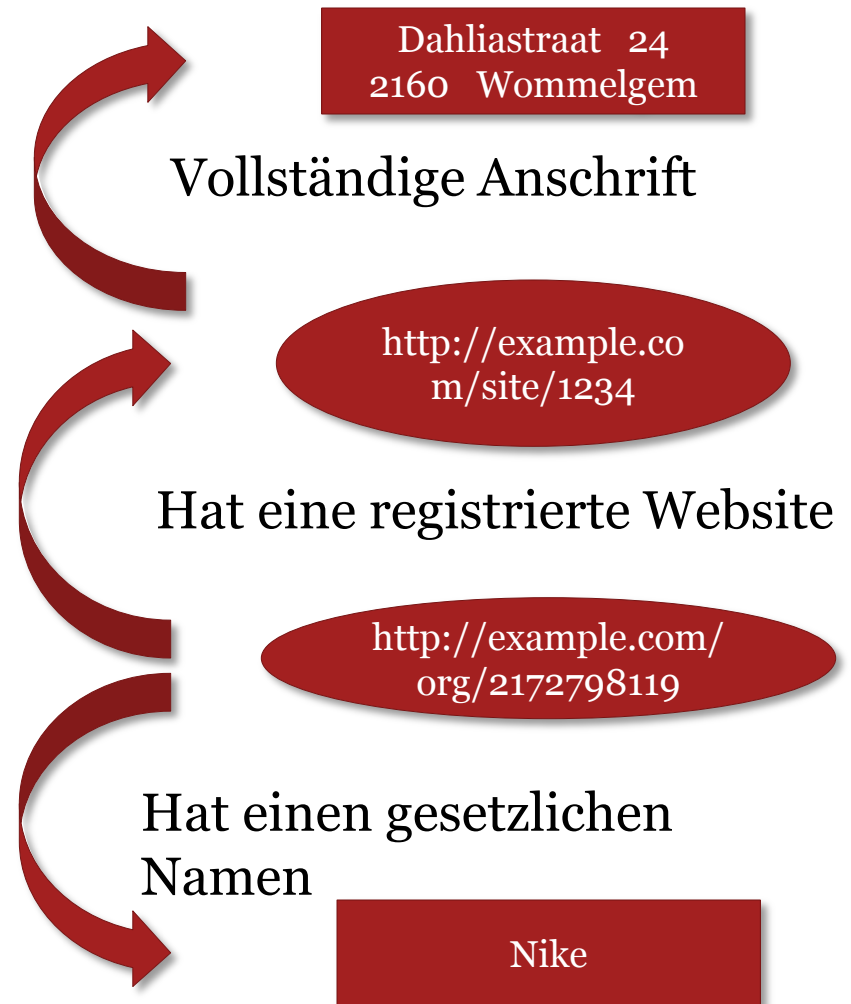 Dahliastraat 24
2160 Wommelgem
Vollständige Anschrift
http://example.co
m/site/1234
Hat eine registrierte Website
http://example.com/
org/2172798119
Hat einen gesetzlichen
Namen
Nike